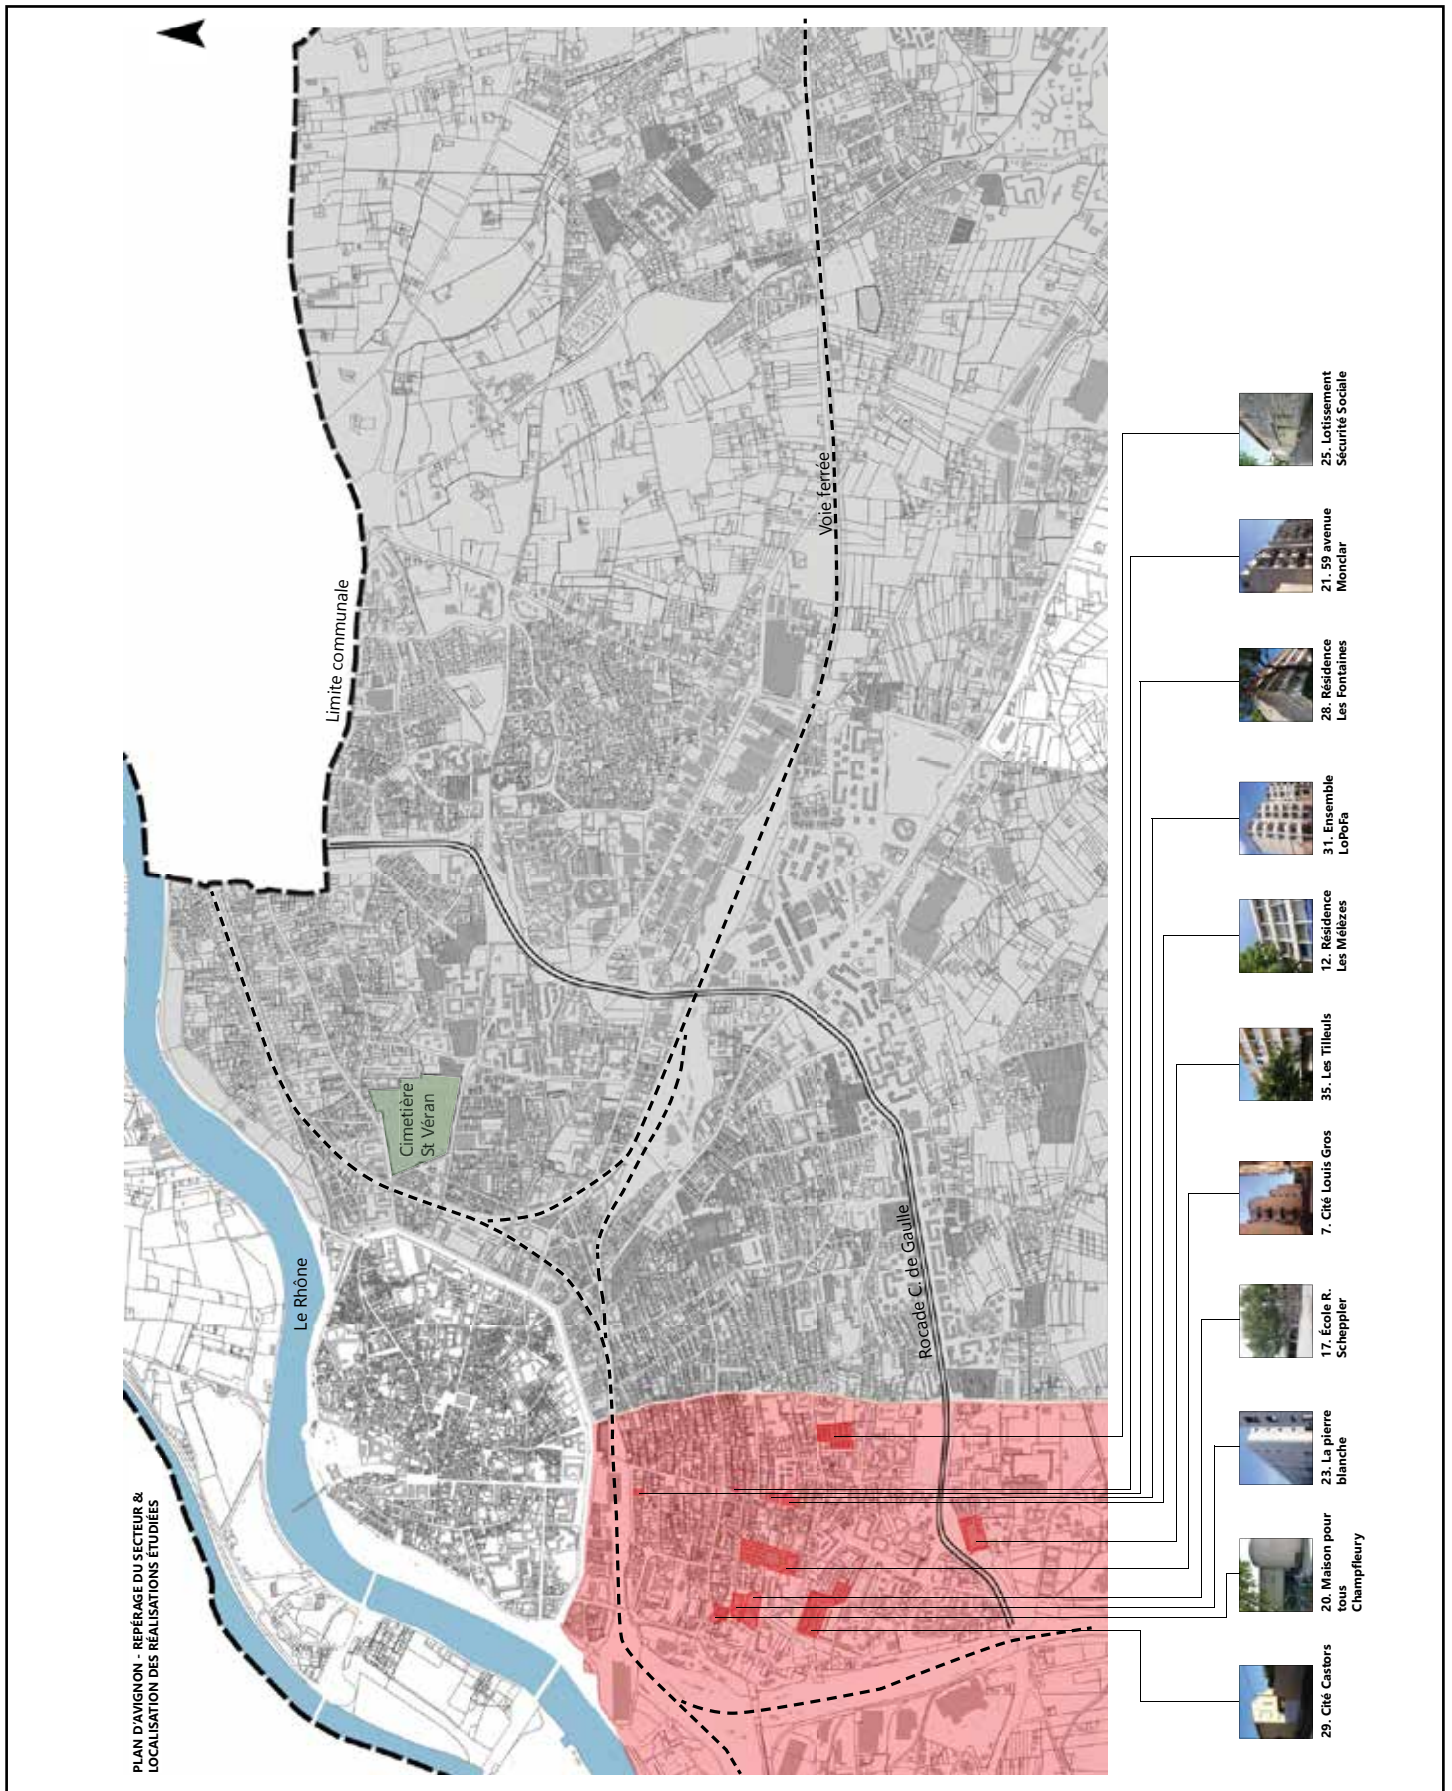 PLAN D'AVIGNON - REPÉRAGE DU SECTEUR &
LOCALISATION DES RÉALISATIONS ÉTUDIÉES
Limite communale
Voie ferrée
Cimetière
St Véran
Le Rhône
Rocade C. de Gaulle
29. Cité Castors
20. Maison pour
tous
Champfleury
23. La pierre
blanche
17. École R.
Scheppler
7. Cité Louis Gros
35. Les Tilleuls
12. Résidence
Les Mélèzes
31. Ensemble
LoPoFa
28. Résidence
Les Fontaines
21. 59 avenue
Monclar
25. Lotissement
Sécurité Sociale